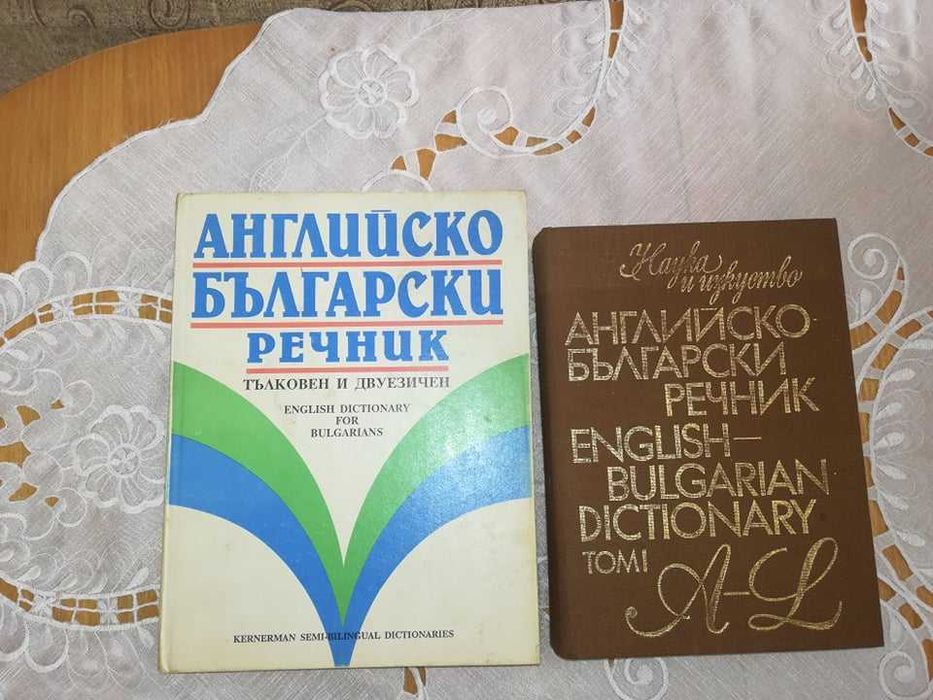 АНГЛИЙСКО
БЪЛГАРСКИ
РЕЧНИК
ТЪЛКОВЕН И ДВУЕЗИЧЕН
ENGLISH DICTIONARY
FOR
BULGARIANS
KERNERMAN SEMI-BILINGUAL DICTIONARIES
Наука
и изкуство
АНГЛИЙСКО-
БЪЛГАРСКИ
РЕЧНИК
ENGLISH—
BULGARIAN
DICTIONARY
ТОМ I
A–L